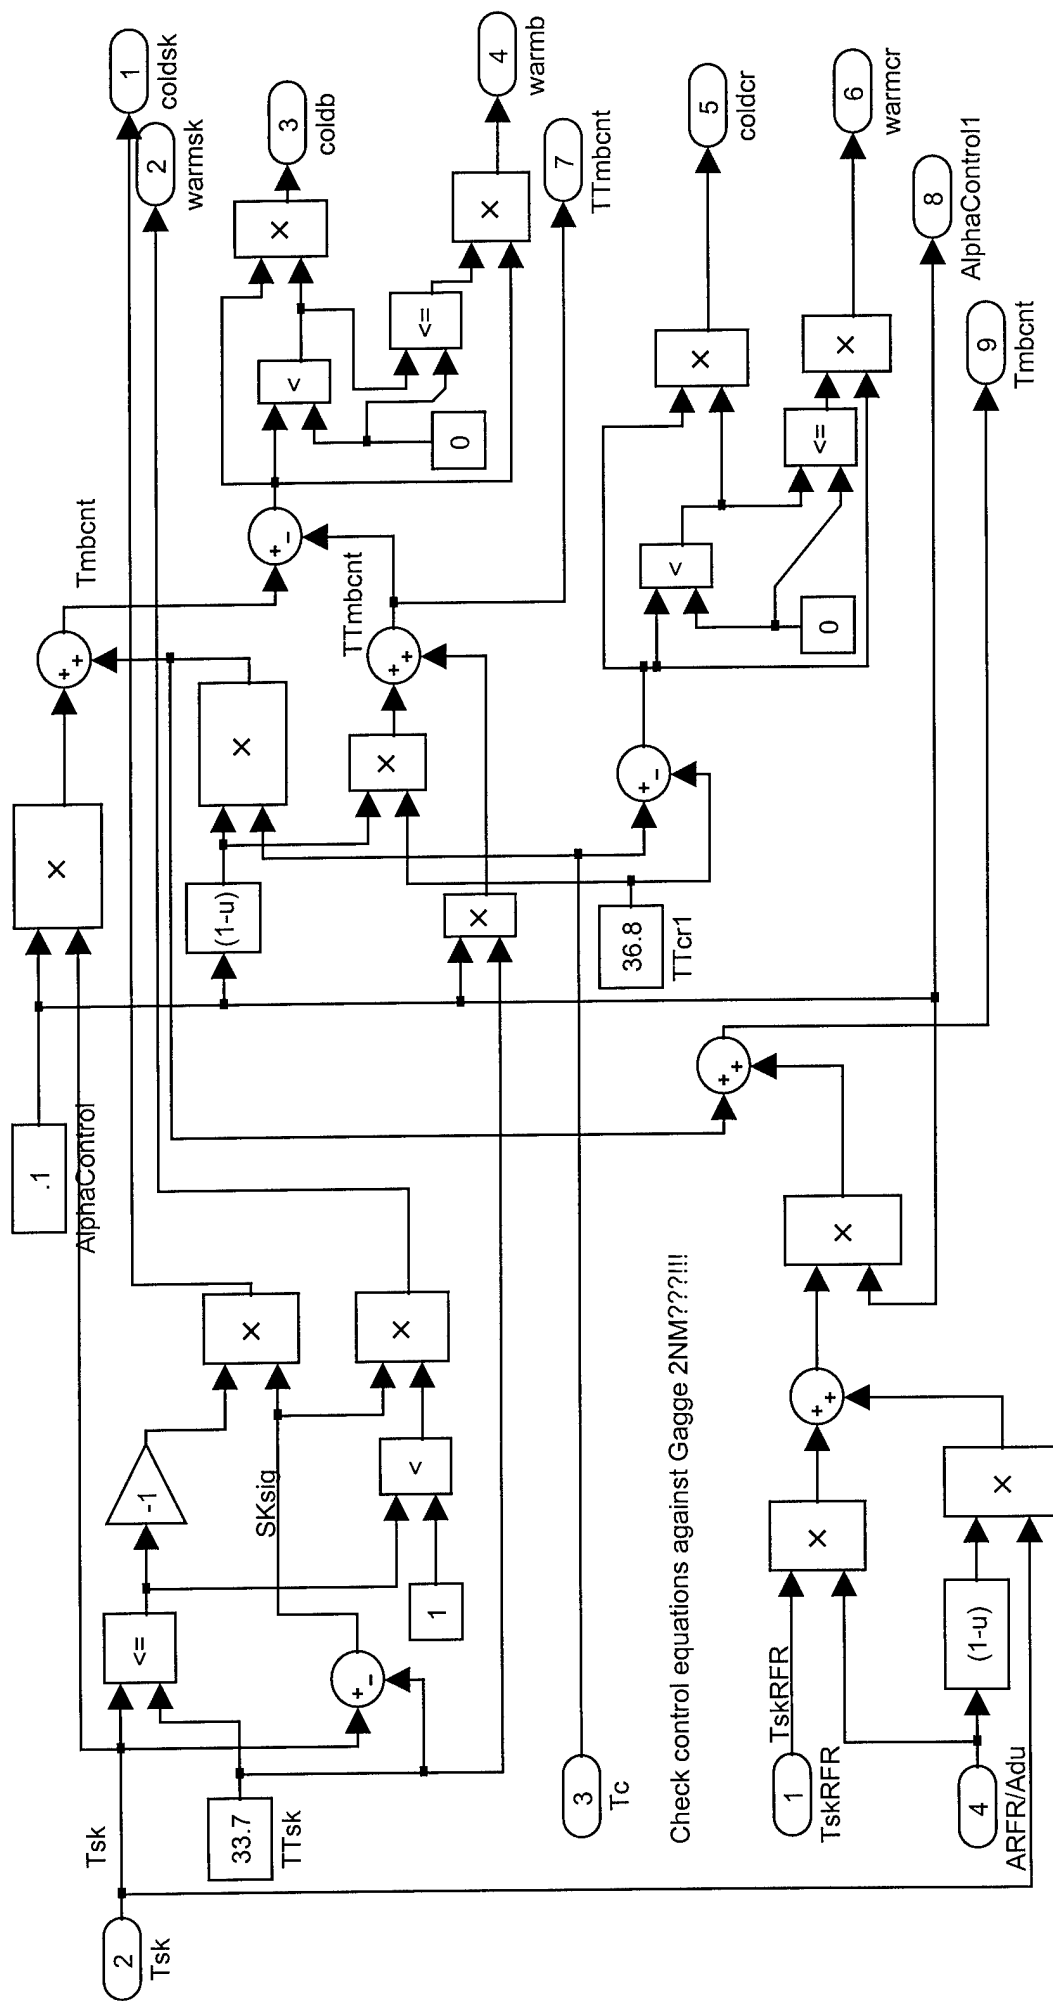 .1
×
+
+
Tmbcnt
AlphaControl
Tsk
2
Tsk
<=
-1
1
coldsk
2
warmsk
33.7
TTsk
SKsig
×
(1-u)
×
+
-
<
×
3
coldb
+
-
1
<
×
×
TTmbcnt
+
+
0
<=
×
4
warmb
×
7
TTmbcnt
3
Tc
36.8
TTcr1
+
-
<
×
5
coldcr
Check control equations against Gagge 2NM???!!!
+
+
0
<=
×
6
warmcr
TskRFR
1
TskRFR
×
+
+
×
8
AlphaControl1
4
ARFR/Adu
(1-u)
×
9
Tmbcnt